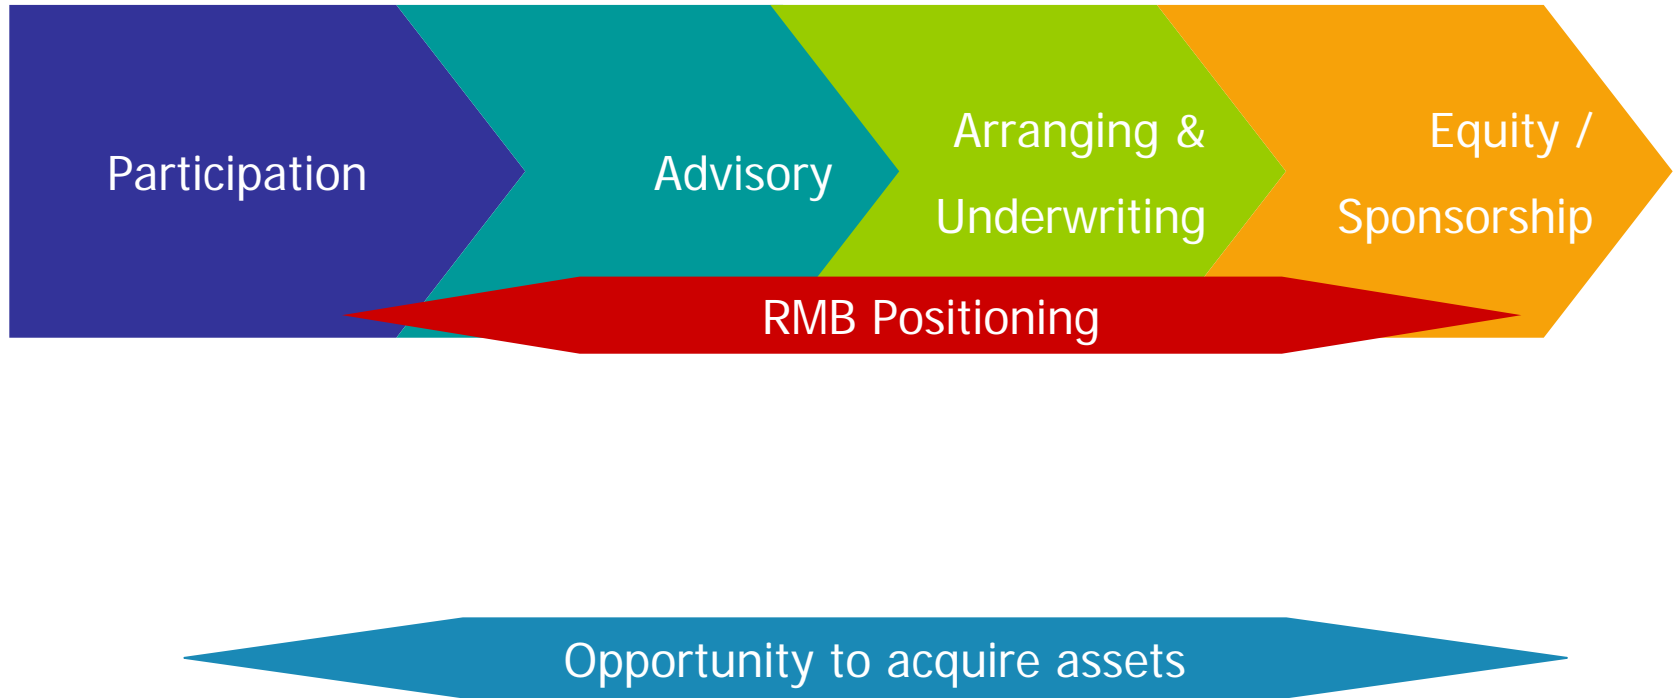 Participation
Advisory
Arranging &
Underwriting
Equity /
Sponsorship
RMB Positioning
Opportunity to acquire assets